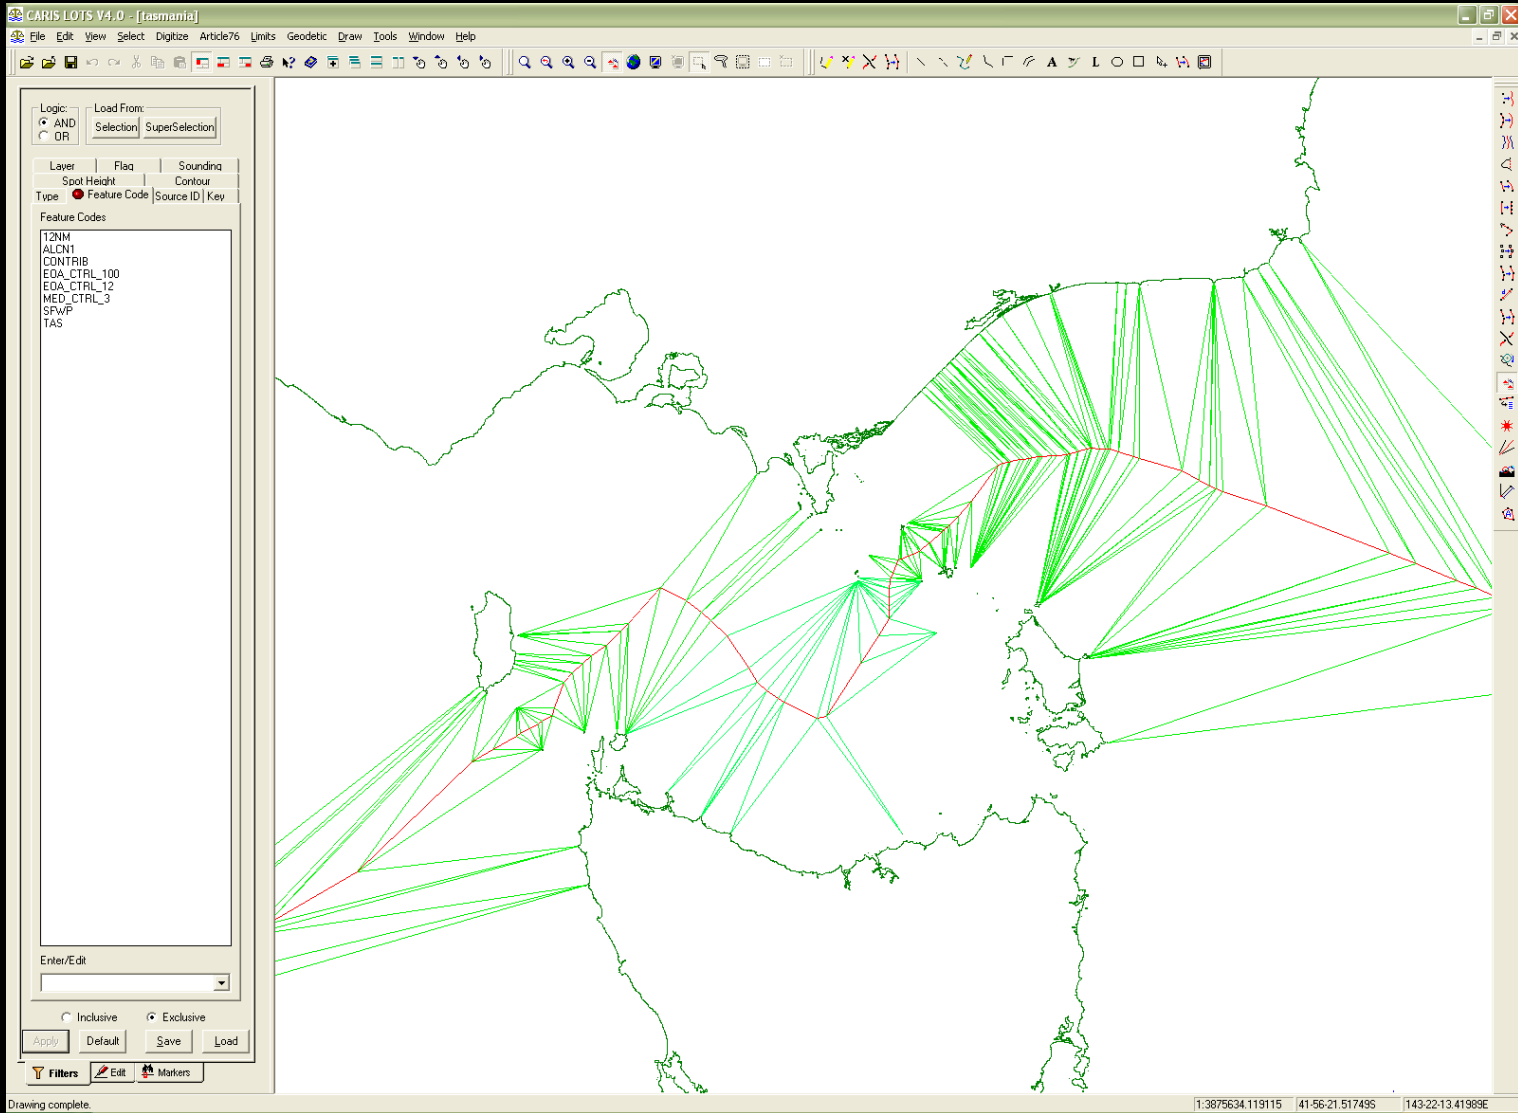 CARIS LOTS V4.0 - [tasmania]
File Edit View Select Digitize Article76 Limits Geodetic Draw Tools Window Help
Logic:
AND
OR
Load From:
Selection SuperSelection
Layer Flag Sounding
Spot Height Contour
Type Feature Code Source ID Key
Feature Codes
12NM
ALCN1
CONTRIB
EOA_CTRL_100
EOA_CTRL_12
MED_CTRL_3
SFWP
TAS
Enter/Edit
Inclusive Exclusive
Apply Default Save Load
Filters Edit Markers
Drawing complete. 1:3875634.119115 41-56-21.51749S 143-22-13.41989E